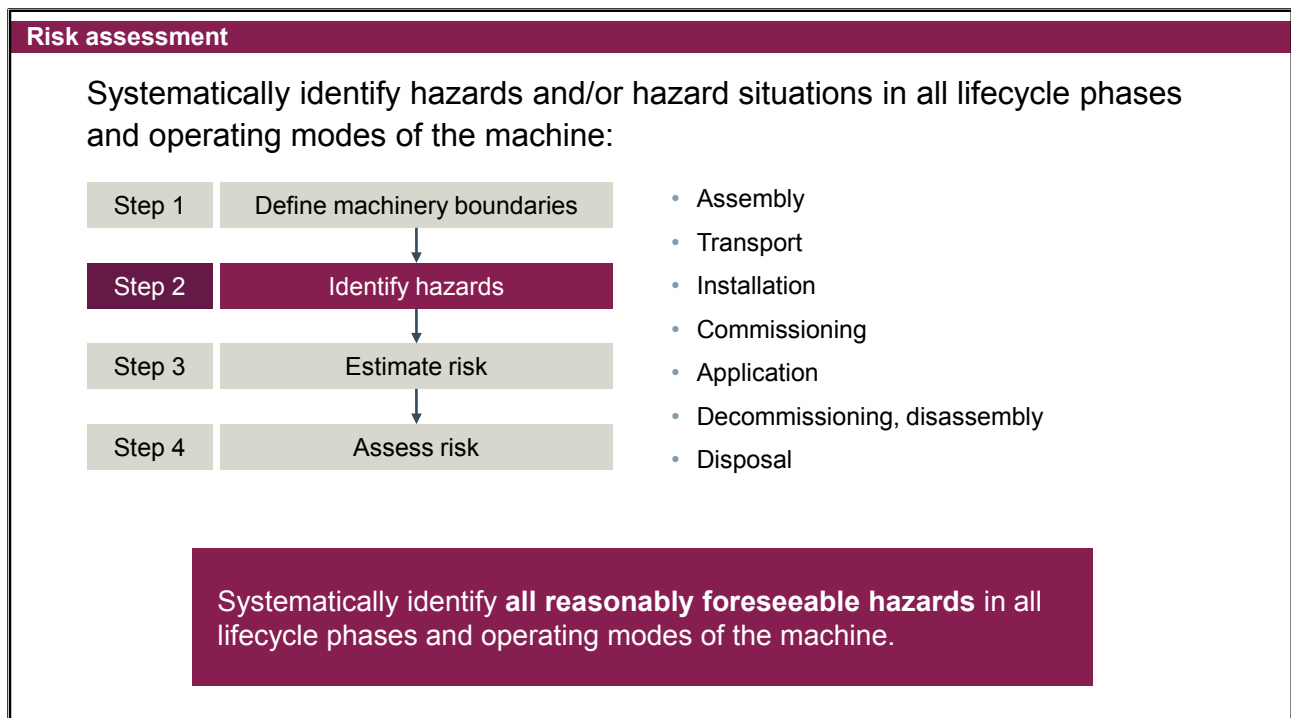 Risk assessment
Systematically identify hazards and/or hazard situations in all lifecycle phases
and operating modes of the machine:
Step 1
Define machinery boundaries
Step 2
Identify hazards
Step 3
Estimate risk
Step 4
Assess risk
• Assembly
• Transport
• Installation
• Commissioning
• Application
• Decommissioning, disassembly
• Disposal
Systematically identify all reasonably foreseeable hazards in all
lifecycle phases and operating modes of the machine.